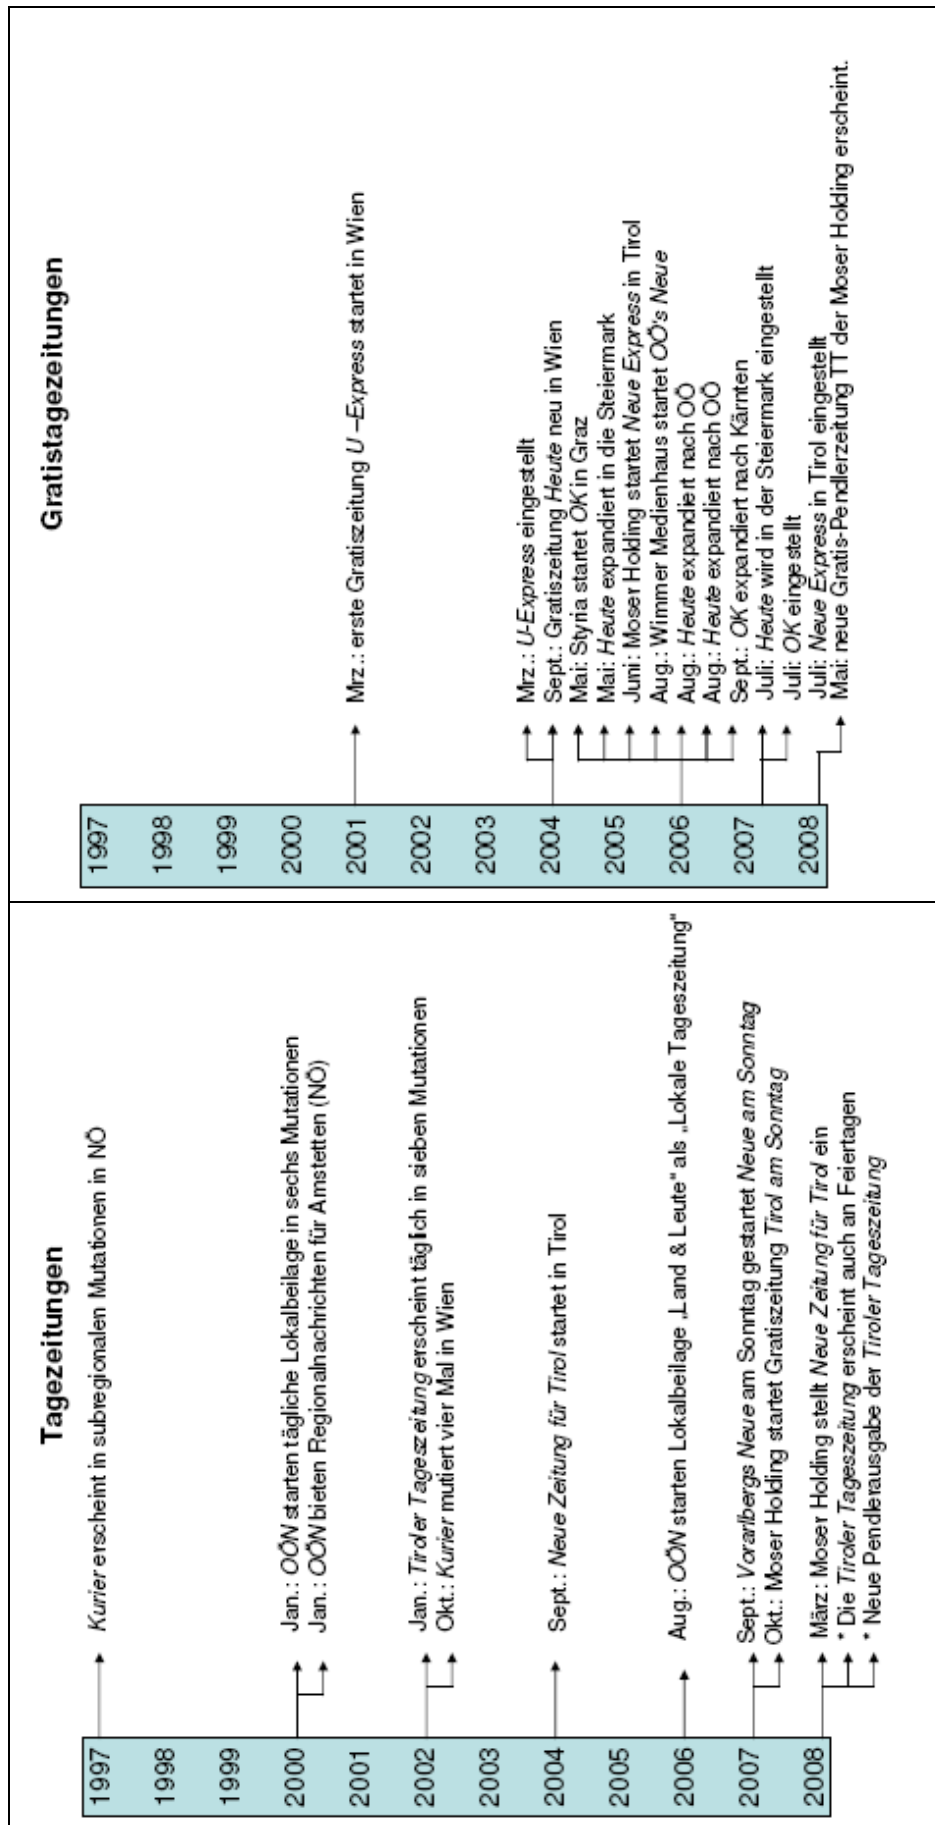 Tagezeitungen
1997
1998
1999
2000
2001
2002
2003
2004
2005
2006
2007
2008
Kurier erscheint in subregionalen Mutationen in NÖ
Jan.: OÖN starten tägliche Lokalbeilage in sechs Mutationen
Jan.: OÖN bieten Regionalnachrichten für Amstetten (NÖ)
Jan.: Tiroler Tageszeitung erscheint täglich in sieben Mutationen
Okt.: Kurier mutiert vier Mal in Wien
Sept.: Neue Zeitung für Tirol startet in Tirol
Aug.: OÖN starten Lokalbeilage „Land & Leute" als „Lokale Tageszeitung"
Sept.: Vorarlbergs Neue am Sonntag gestartet Neue am Sonntag
Okt.: Moser Holding startet Gratiszeitung Tirol am Sonntag
März: Moser Holding stellt Neue Zeitung für Tirol ein
* Die Tiroler Tageszeitung erscheint auch an Feiertagen
* Neue Pendlerausgabe der Tiroler Tageszeitung
Gratistagezeitungen
1997
1998
1999
2000
2001
2002
2003
2004
2005
2006
2007
2008
Mrz.: erste Gratiszeitung U –Express startet in Wien
Mrz.: U-Express eingestellt
Sept.: Gratiszeitung Heute neu in Wien
Mai: Styria startet OK in Graz
Mai: Heute expandiert in die Steiermark
Juni: Moser Holding startet Neue Express in Tirol
Aug.: Wimmer Medienhaus startet OÖ's Neue
Aug.: Heute expandiert nach OÖ
Aug.: Heute expandiert nach OÖ
Sept.: OK expandiert nach Kärnten
Juli: Heute wird in der Steiermark eingestellt
Juli: OK eingestellt
Juli: Neue Express in Tirol eingestellt
Mai: neue Gratis-Pendlerzeitung TT der Moser Holding erscheint.